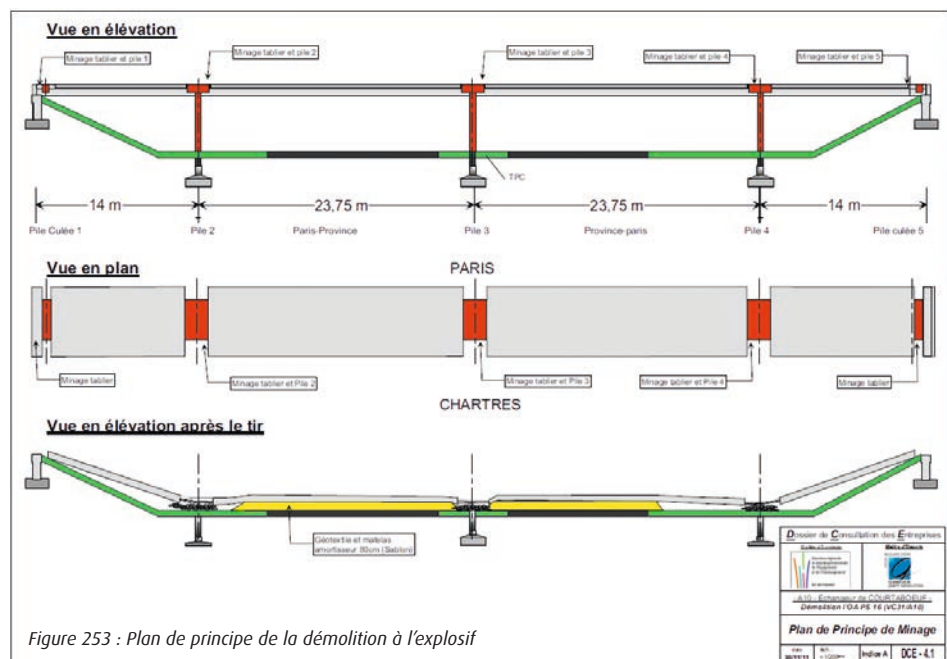 Vue en élévation
Minage tablier et pile 1
Minage tablier et pile 2
Minage tablier et pile 3
Minage tablier et pile 4
Minage tablier et pile 5
TPC
14 m
23,75 m
23,75 m
14 m
Pile Culée 1
Pile 2
Paris-Province
Pile 3
Province-paris
Pile 4
Pile culée 5
Vue en plan
PARIS
Minage tablier
Minage tablier et Pile 2
Minage tablier et Pile 3
Minage tablier et Pile 4
Minage tablier
CHARTRES
Vue en élévation après le tir
Géotextile et matelas
amortisseur 80cm (Sablon)
Dossier de Consultation des Entreprises
- A10 - Echangeur de COURTABOEUF -
Démolition l'OA PS 16 (VC31/A10)
Plan de Principe de Minage
Indice A
DCE - 4.1
Figure 253 : Plan de principe de la démolition à l'explosif